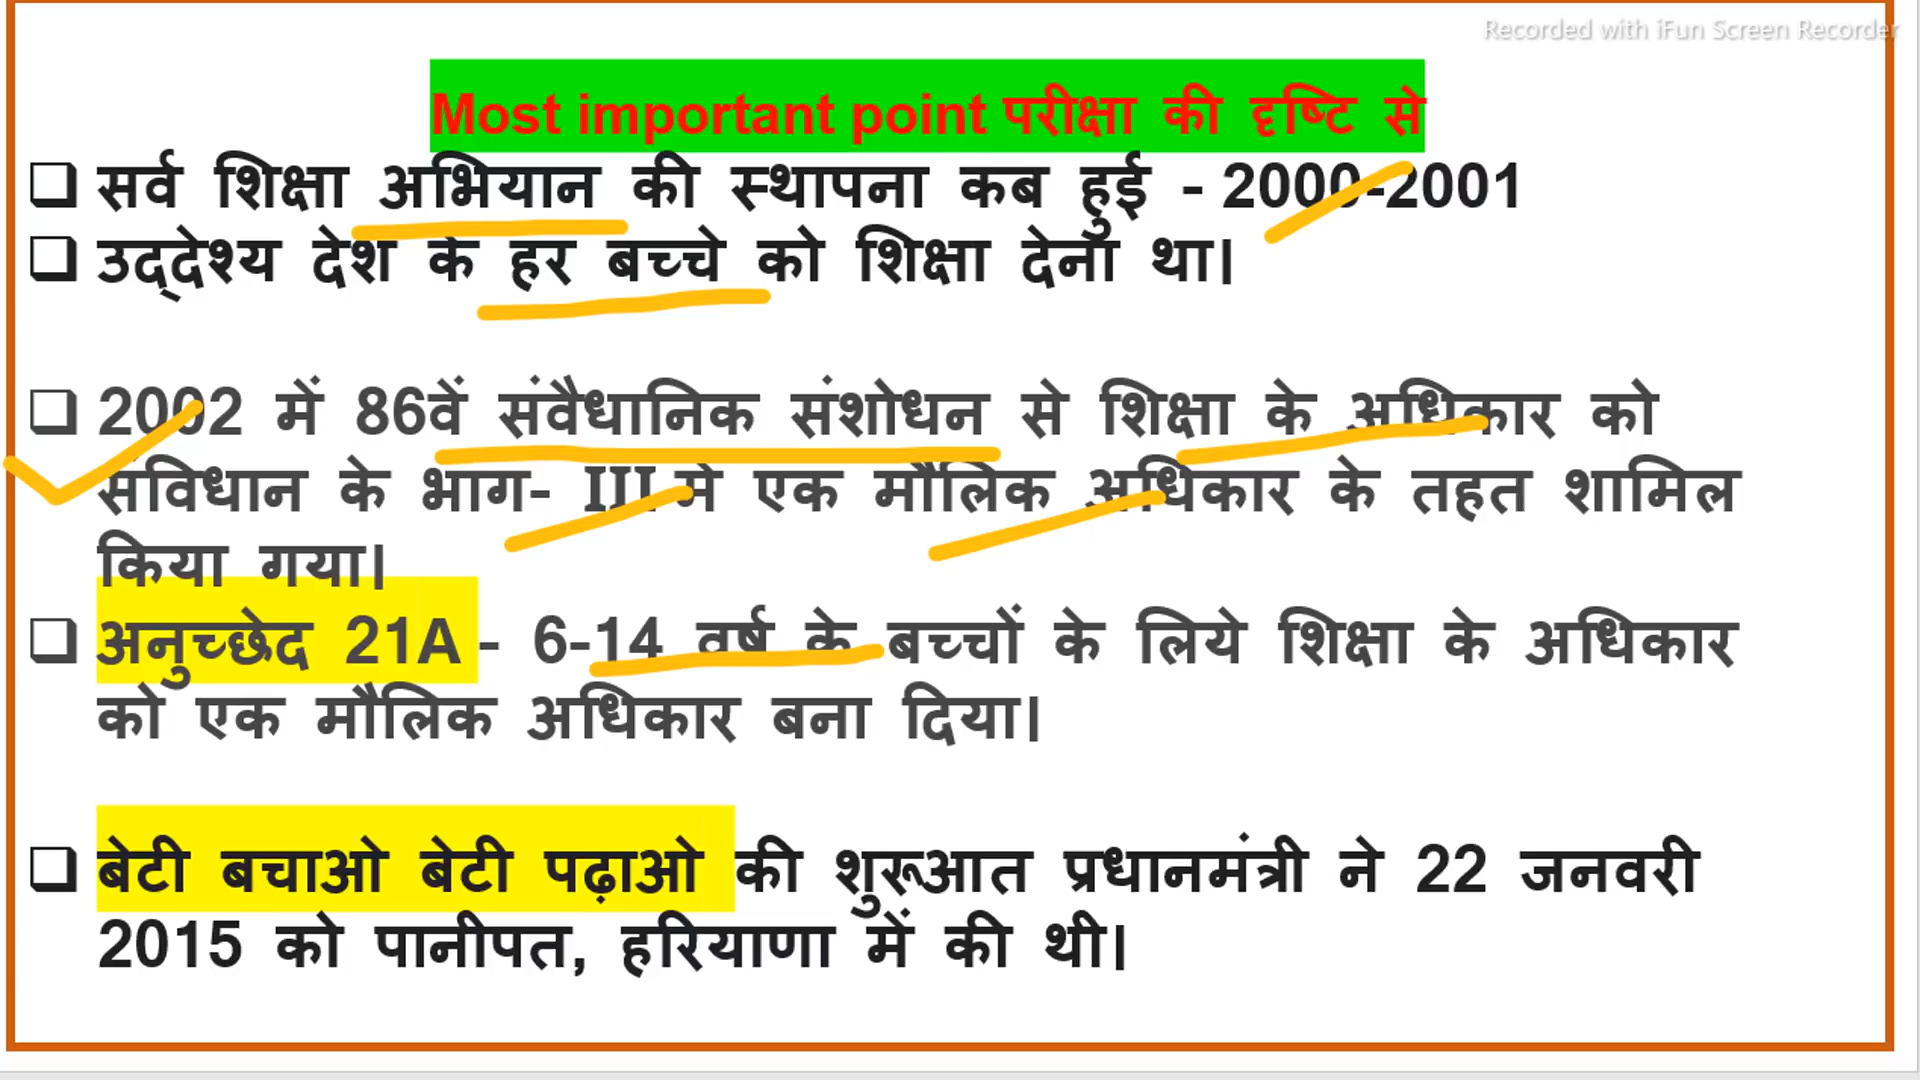 Recorded with iFun Screen Recorder
Most important point परीक्षा की दृष्टि से
❑ सर्व शिक्षा अभियान की स्थापना कब हुई - 2000-2001
❑ उद्देश्य देश के हर बच्चे को शिक्षा देना था।
❑ 2002 में 86वें संवैधानिक संशोधन से शिक्षा के अधिकार को
संविधान के भाग- III में एक मौलिक अधिकार के तहत शामिल
किया गया।
❑ अनुच्छेद 21A - 6-14 वर्ष के बच्चों के लिये शिक्षा के अधिकार
को एक मौलिक अधिकार बना दिया।
❑ बेटी बचाओ बेटी पढ़ाओ की शुरूआत प्रधानमंत्री ने 22 जनवरी
2015 को पानीपत, हरियाणा में की थी।